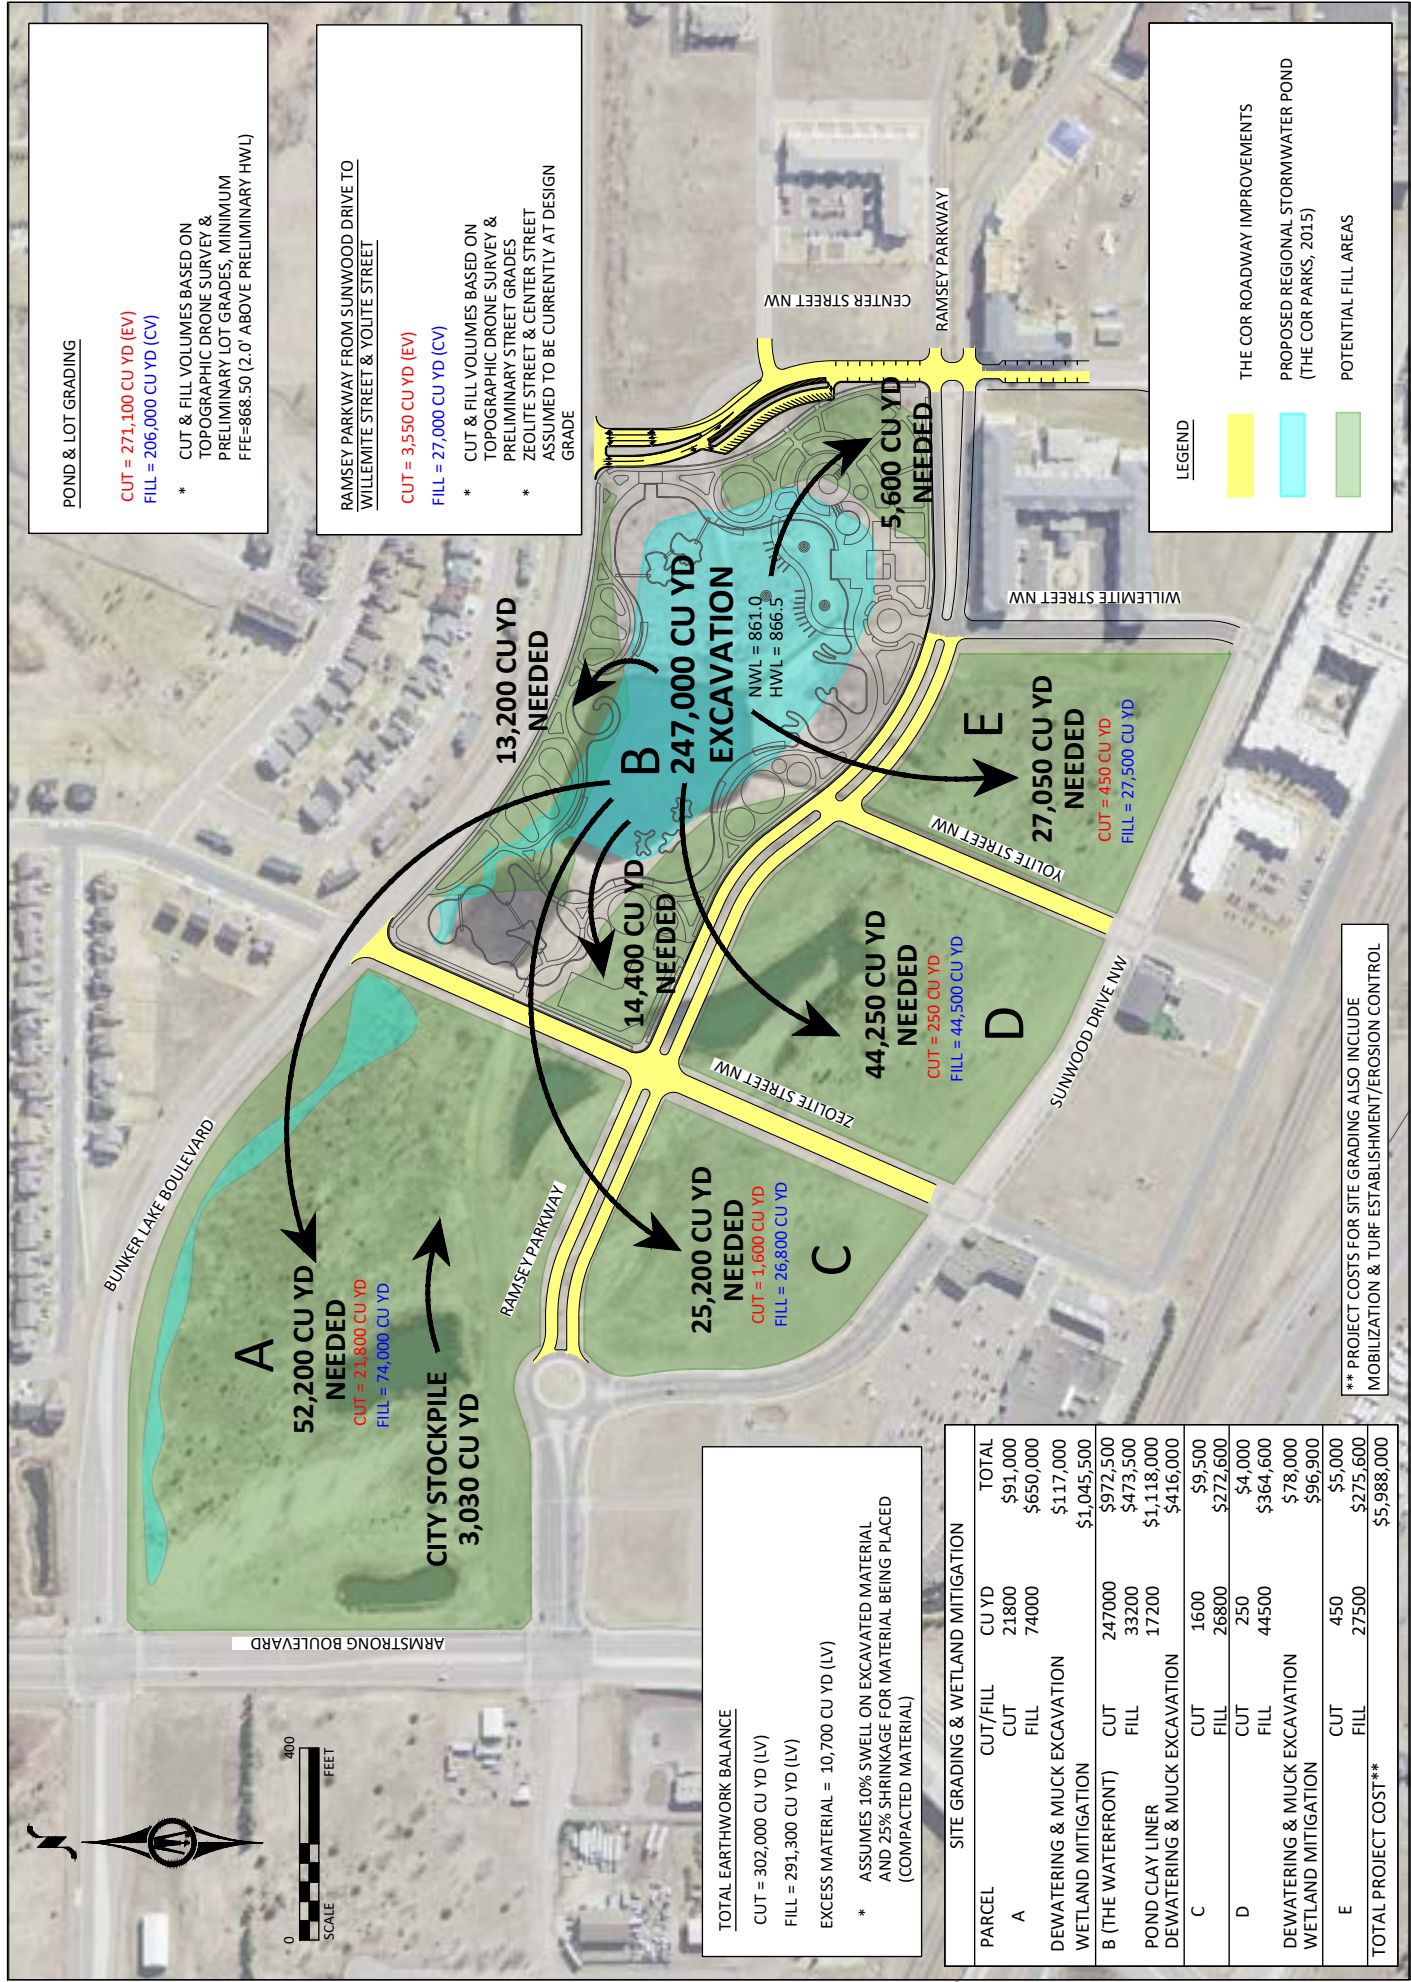 POND & LOT GRADING
CUT = 271,100 CU YD (EV)
FILL = 206,000 CU YD (CV)
* CUT & FILL VOLUMES BASED ON
TOPOGRAPHIC DRONE SURVEY &
PRELIMINARY LOT GRADES, MINIMUM
FFE=868.50 (2.0' ABOVE PRELIMINARY HWL)
RAMSEY PARKWAY FROM SUNWOOD DRIVE TO
WILLEMITE STREET & YOLITE STREET
CUT = 3,550 CU YD (EV)
FILL = 27,000 CU YD (CV)
* CUT & FILL VOLUMES BASED ON
TOPOGRAPHIC DRONE SURVEY &
PRELIMINARY STREET GRADES
* ZEOLITE STREET & CENTER STREET
ASSUMED TO BE CURRENTLY AT DESIGN
GRADE
BUNKER LAKE BOULEVARD
ARMSTRONG BOULEVARD
A
52,200 CU YD
NEEDED
CUT = 21,800 CU YD
FILL = 74,000 CU YD
CITY STOCKPILE
3,030 CU YD
RAMSEY PARKWAY
13,200 CU YD
NEEDED
B
247,000 CU YD
EXCAVATION
NWL = 861.0
HWL = 866.5
14,400 CU YD
NEEDED
5,600 CU YD
NEEDED
CENTER STREET NW
RAMSEY PARKWAY
25,200 CU YD
NEEDED
CUT = 1,600 CU YD
FILL = 26,800 CU YD
C
ZEOLITE STREET NW
44,250 CU YD
NEEDED
CUT = 250 CU YD
FILL = 44,500 CU YD
D
YOLITE STREET NW
E
27,050 CU YD
NEEDED
CUT = 450 CU YD
FILL = 27,500 CU YD
WILLEMITE STREET NW
SUNWOOD DRIVE NW
0 400
SCALE FEET
TOTAL EARTHWORK BALANCE
CUT = 302,000 CU YD (LV)
FILL = 291,300 CU YD (LV)
EXCESS MATERIAL = 10,700 CU YD (LV)
* ASSUMES 10% SWELL ON EXCAVATED MATERIAL
AND 25% SHRINKAGE FOR MATERIAL BEING PLACED
(COMPACTED MATERIAL)
SITE GRADING & WETLAND MITIGATION
PARCEL CUT/FILL CU YD TOTAL
A CUT 21800 $91,000
FILL 74000 $650,000
DEWATERING & MUCK EXCAVATION $117,000
WETLAND MITIGATION $1,045,500
B (THE WATERFRONT) CUT 247000 $972,500
FILL 33200 $473,500
POND CLAY LINER 17200 $1,118,000
DEWATERING & MUCK EXCAVATION $416,000
C CUT 1600 $9,500
FILL 26800 $272,600
D CUT 250 $4,000
FILL 44500 $364,600
DEWATERING & MUCK EXCAVATION $78,000
WETLAND MITIGATION $96,900
E CUT 450 $5,000
FILL 27500 $275,600
TOTAL PROJECT COST** $5,988,000
** PROJECT COSTS FOR SITE GRADING ALSO INCLUDE
MOBILIZATION & TURF ESTABLISHMENT/EROSION CONTROL
LEGEND
THE COR ROADWAY IMPROVEMENTS
PROPOSED REGIONAL STORMWATER POND
(THE COR PARKS, 2015)
POTENTIAL FILL AREAS